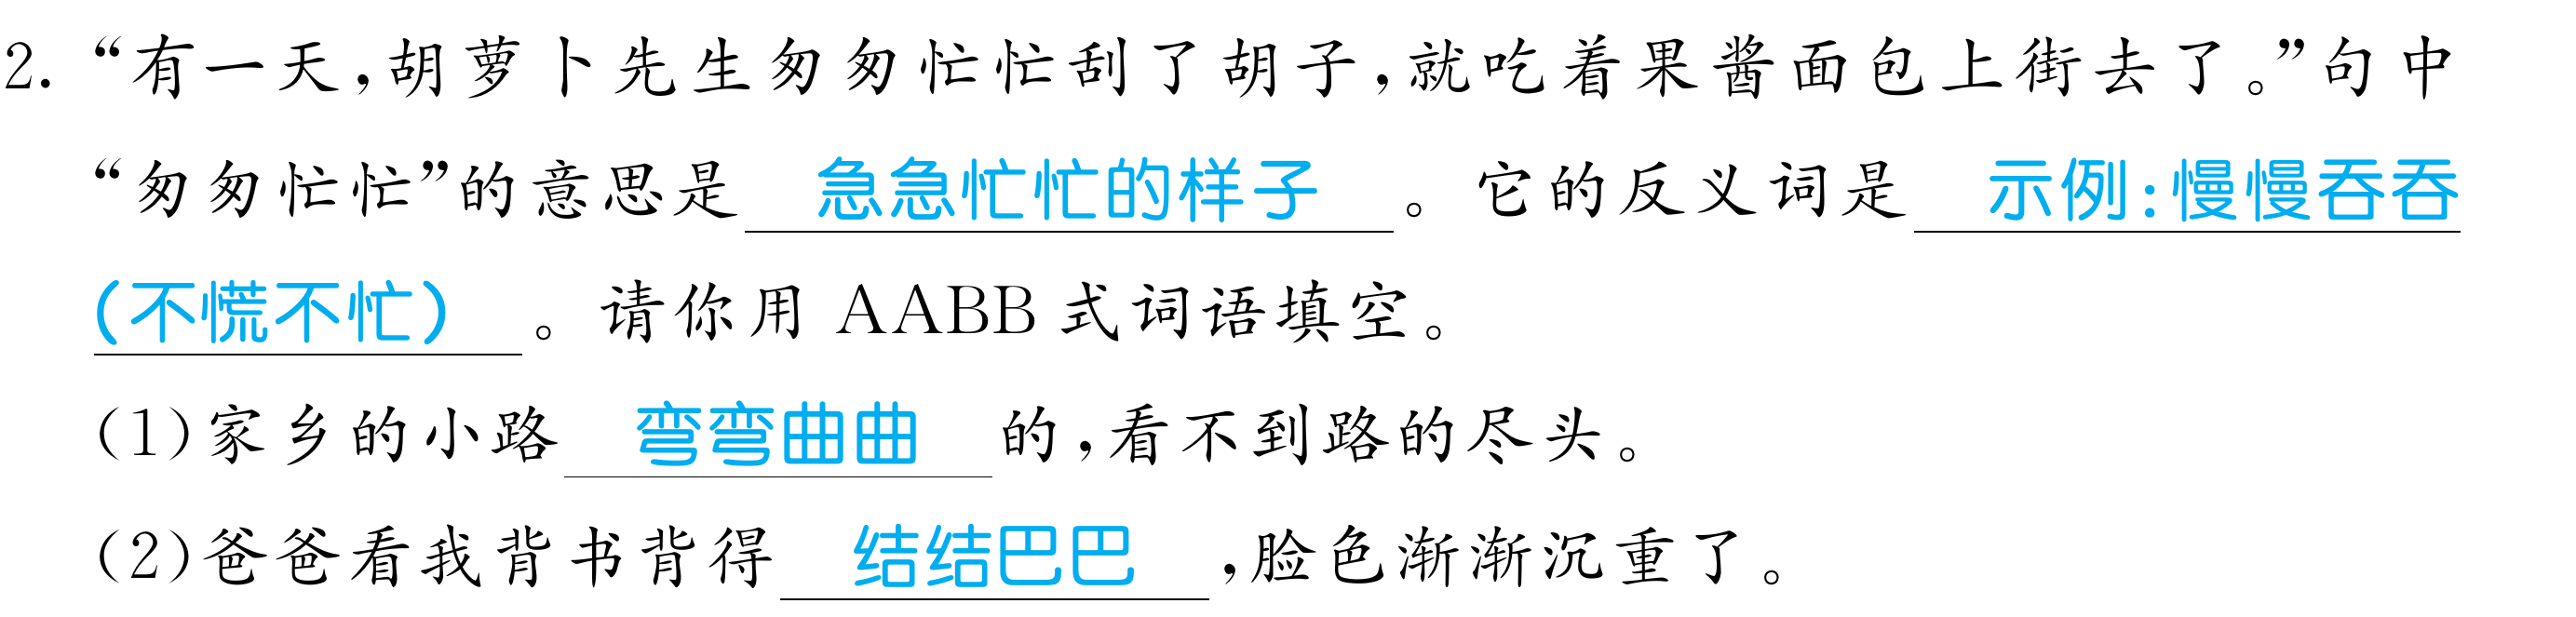 2. “有一天,胡萝卜先生匆匆忙忙刮了胡子,就吃着果酱面包上街去了。”句中
“匆匆忙忙”的意思是 急急忙忙的样子 。它的反义词是 示例:慢慢吞吞
(不慌不忙) 。请你用 AABB 式词语填空。
(1)家乡的小路 弯弯曲曲 的,看不到路的尽头。
(2)爸爸看我背书背得 结结巴巴 ,脸色渐渐沉重了。